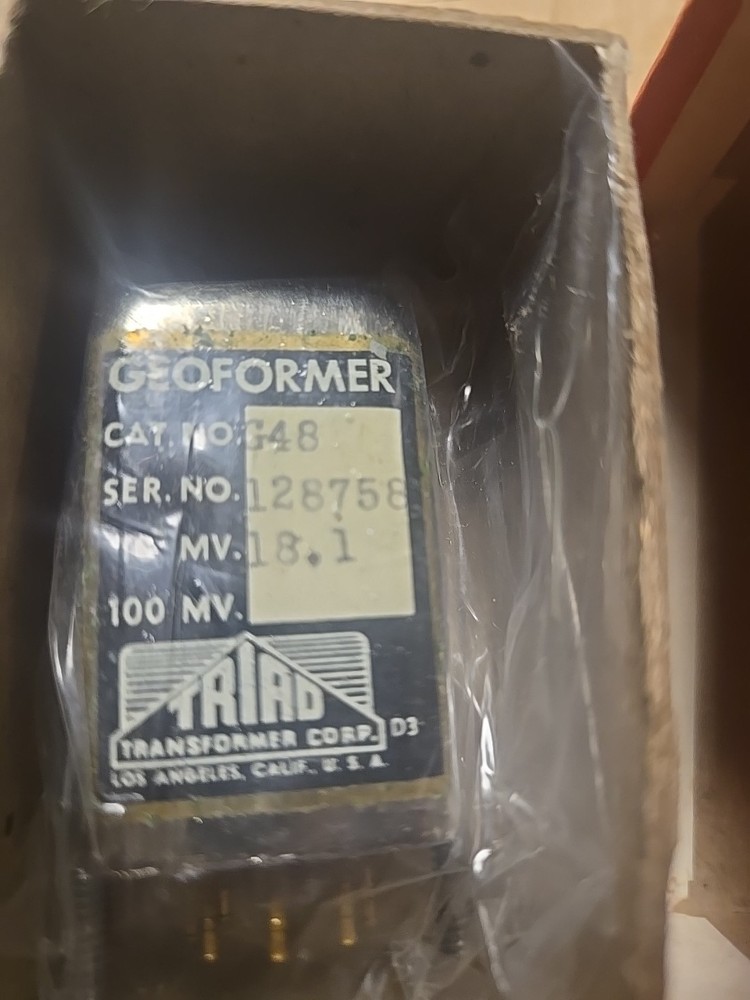 GEOFORMER
CAT. NO. G48
SER. NO. 128758
MV. 18.1
100 MV.
TRIAD
TRANSFORMER CORP. D3
LOS ANGELES, CALIF., U. S. A.